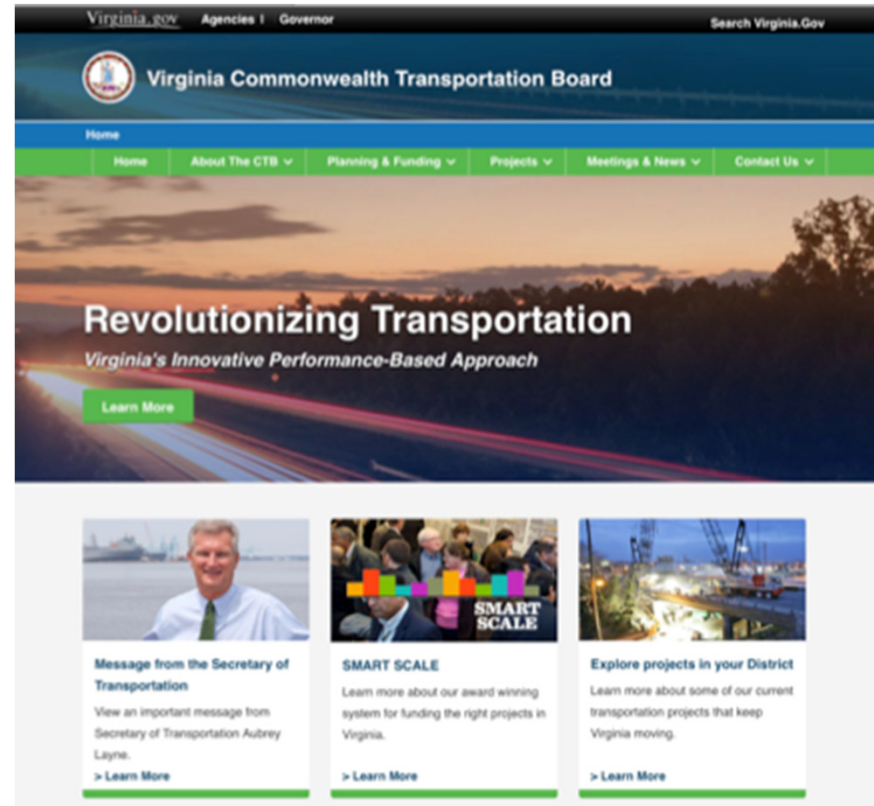 Virginia.gov Agencies | Governor
Search Virginia.Gov
Virginia Commonwealth Transportation Board
Home
Home About The CTB Planning & Funding Projects Meetings & News Contact Us
Revolutionizing Transportation
Virginia's Innovative Performance-Based Approach
Learn More
SMART
SCALE
Message from the Secretary of
Transportation
View an important message from
Secretary of Transportation Aubrey
Layne.
> Learn More
SMART SCALE
Learn more about our award winning
system for funding the right projects in
Virginia.
> Learn More
Explore projects in your District
Learn more about some of our current
transportation projects that keep
Virginia moving.
> Learn More